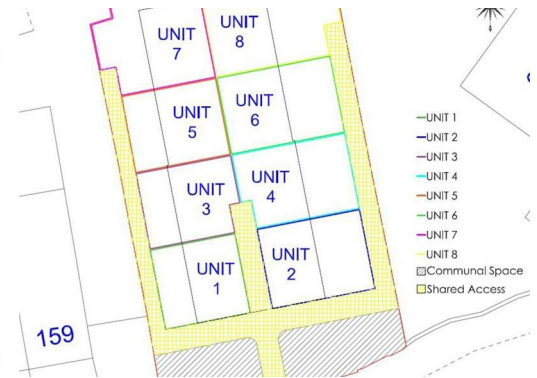 UNIT
7
UNIT
8
UNIT
5
UNIT
6
UNIT
3
UNIT
4
UNIT
1
UNIT
2
159
UNIT 1
UNIT 2
UNIT 3
UNIT 4
UNIT 5
UNIT 6
UNIT 7
UNIT 8
Communal Space
Shared Access